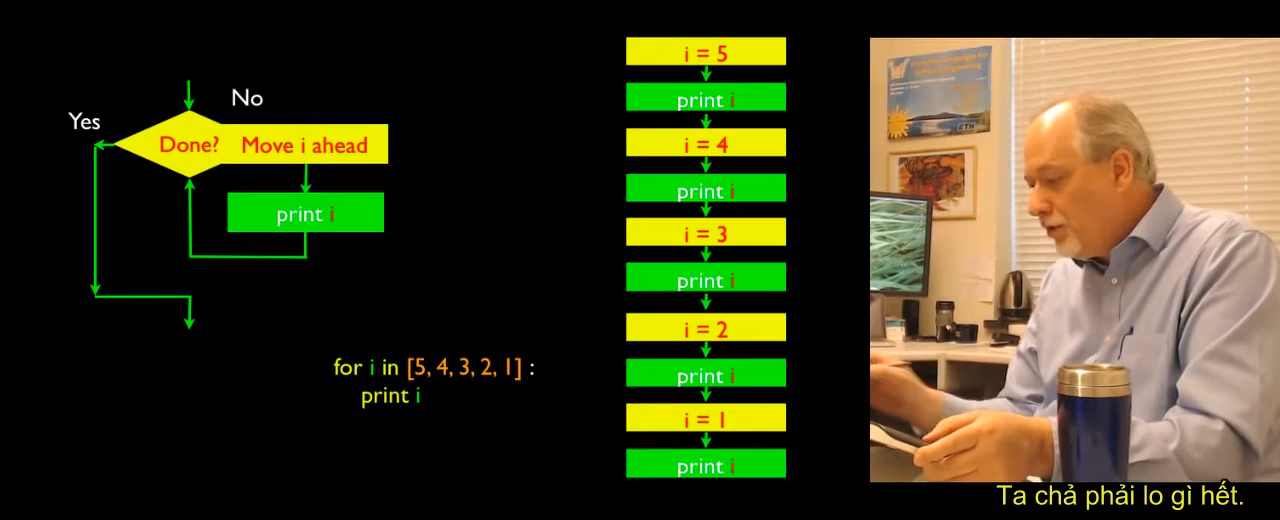 No
Yes
Done?
Move i ahead
print i
for i in [5, 4, 3, 2, 1] :
print i
i = 5
print i
i = 4
print i
i = 3
print i
i = 2
print i
i = 1
print i
ETH
Ta chả phải lo gì hết.